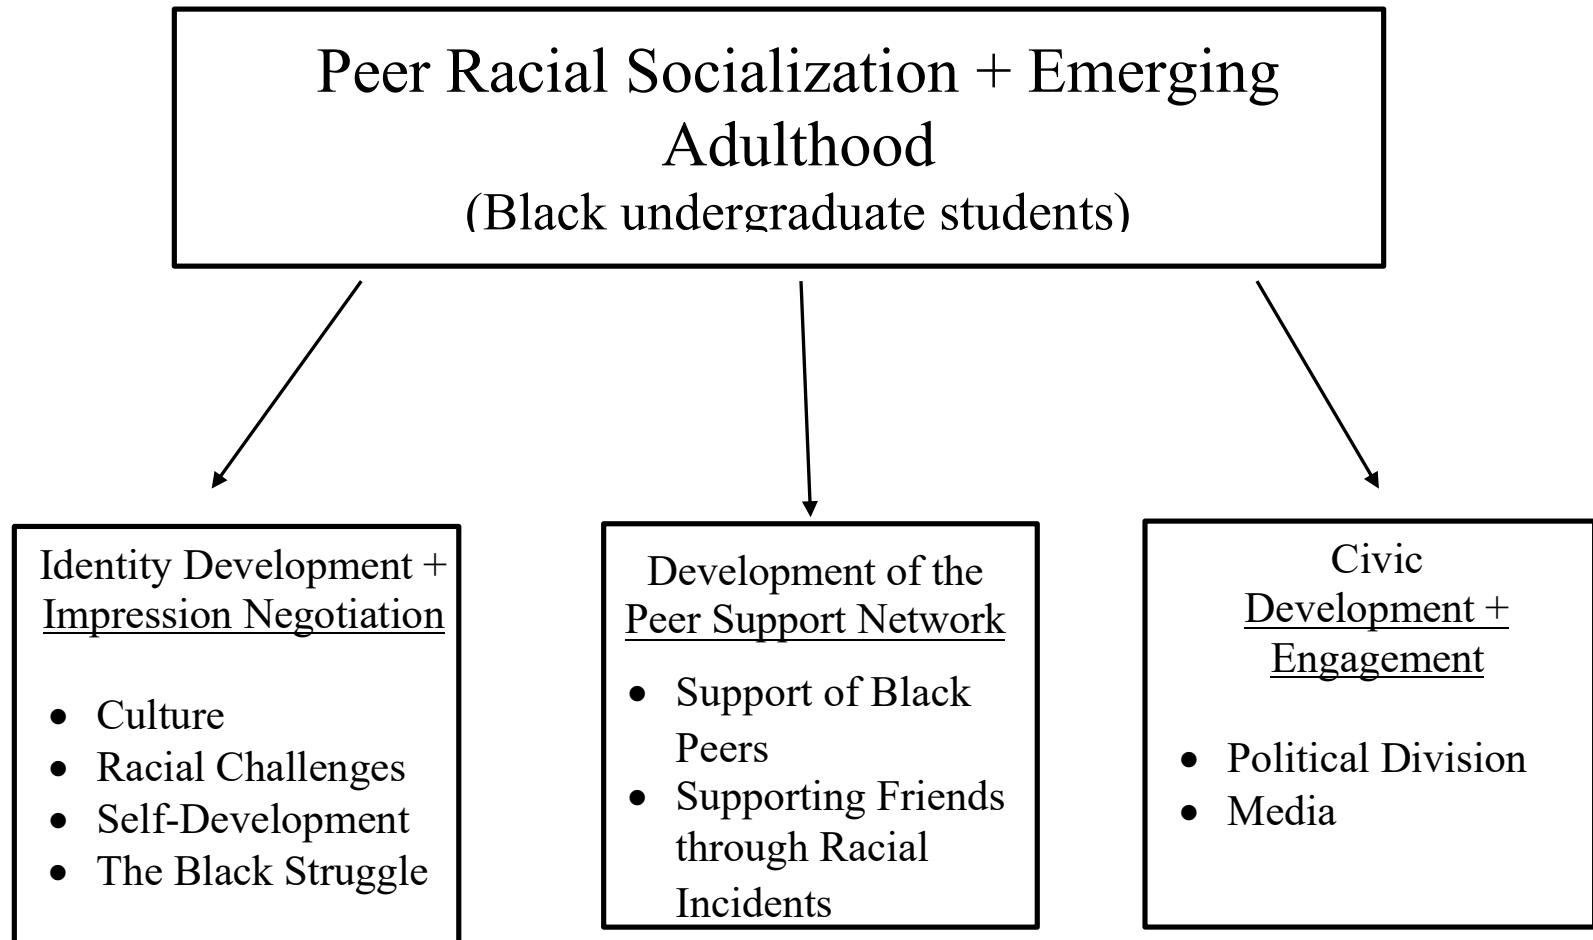 Peer Racial Socialization + Emerging
Adulthood
(Black undergraduate students)
Identity Development +
Impression Negotiation
• Culture
• Racial Challenges
• Self-Development
• The Black Struggle
Development of the
Peer Support Network
• Support of Black
Peers
• Supporting Friends
through Racial
Incidents
Civic
Development +
Engagement
• Political Division
• Media